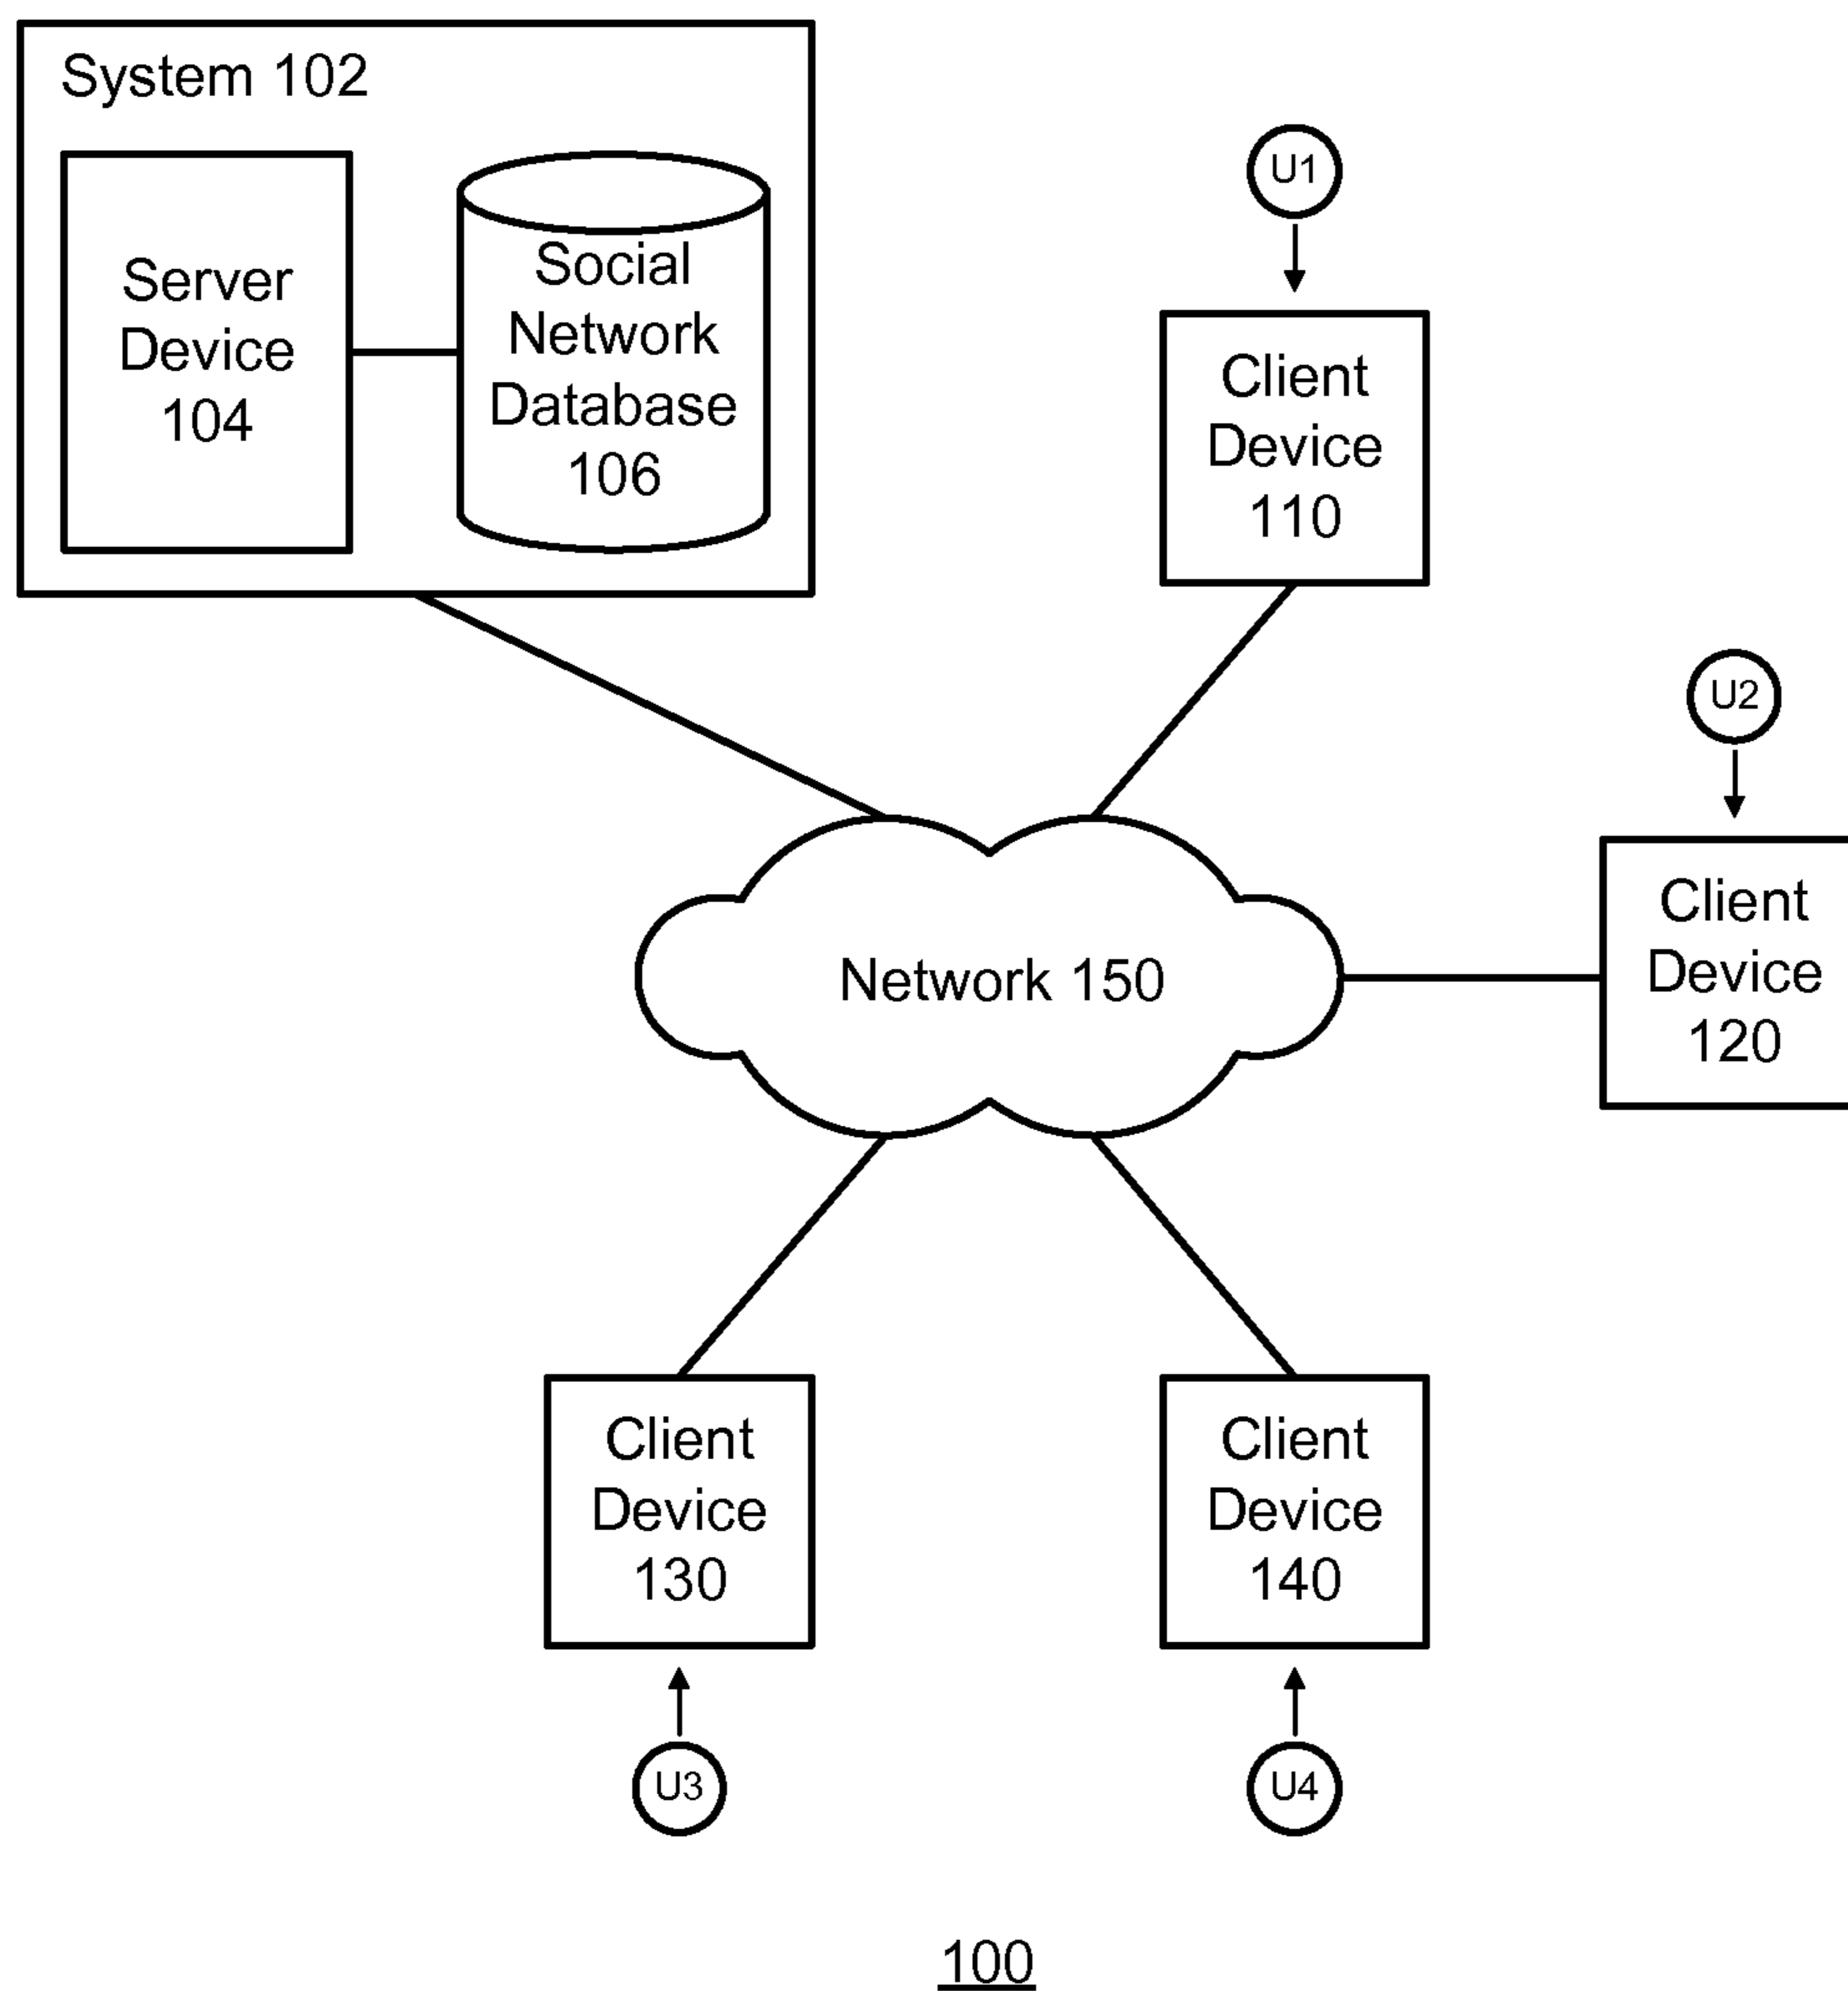 System 102
Server
Device
104
Social
Network
Database
106
U1
Client
Device
110
U2
Client
Device
120
Network 150
Client
Device
130
Client
Device
140
U3
U4
100